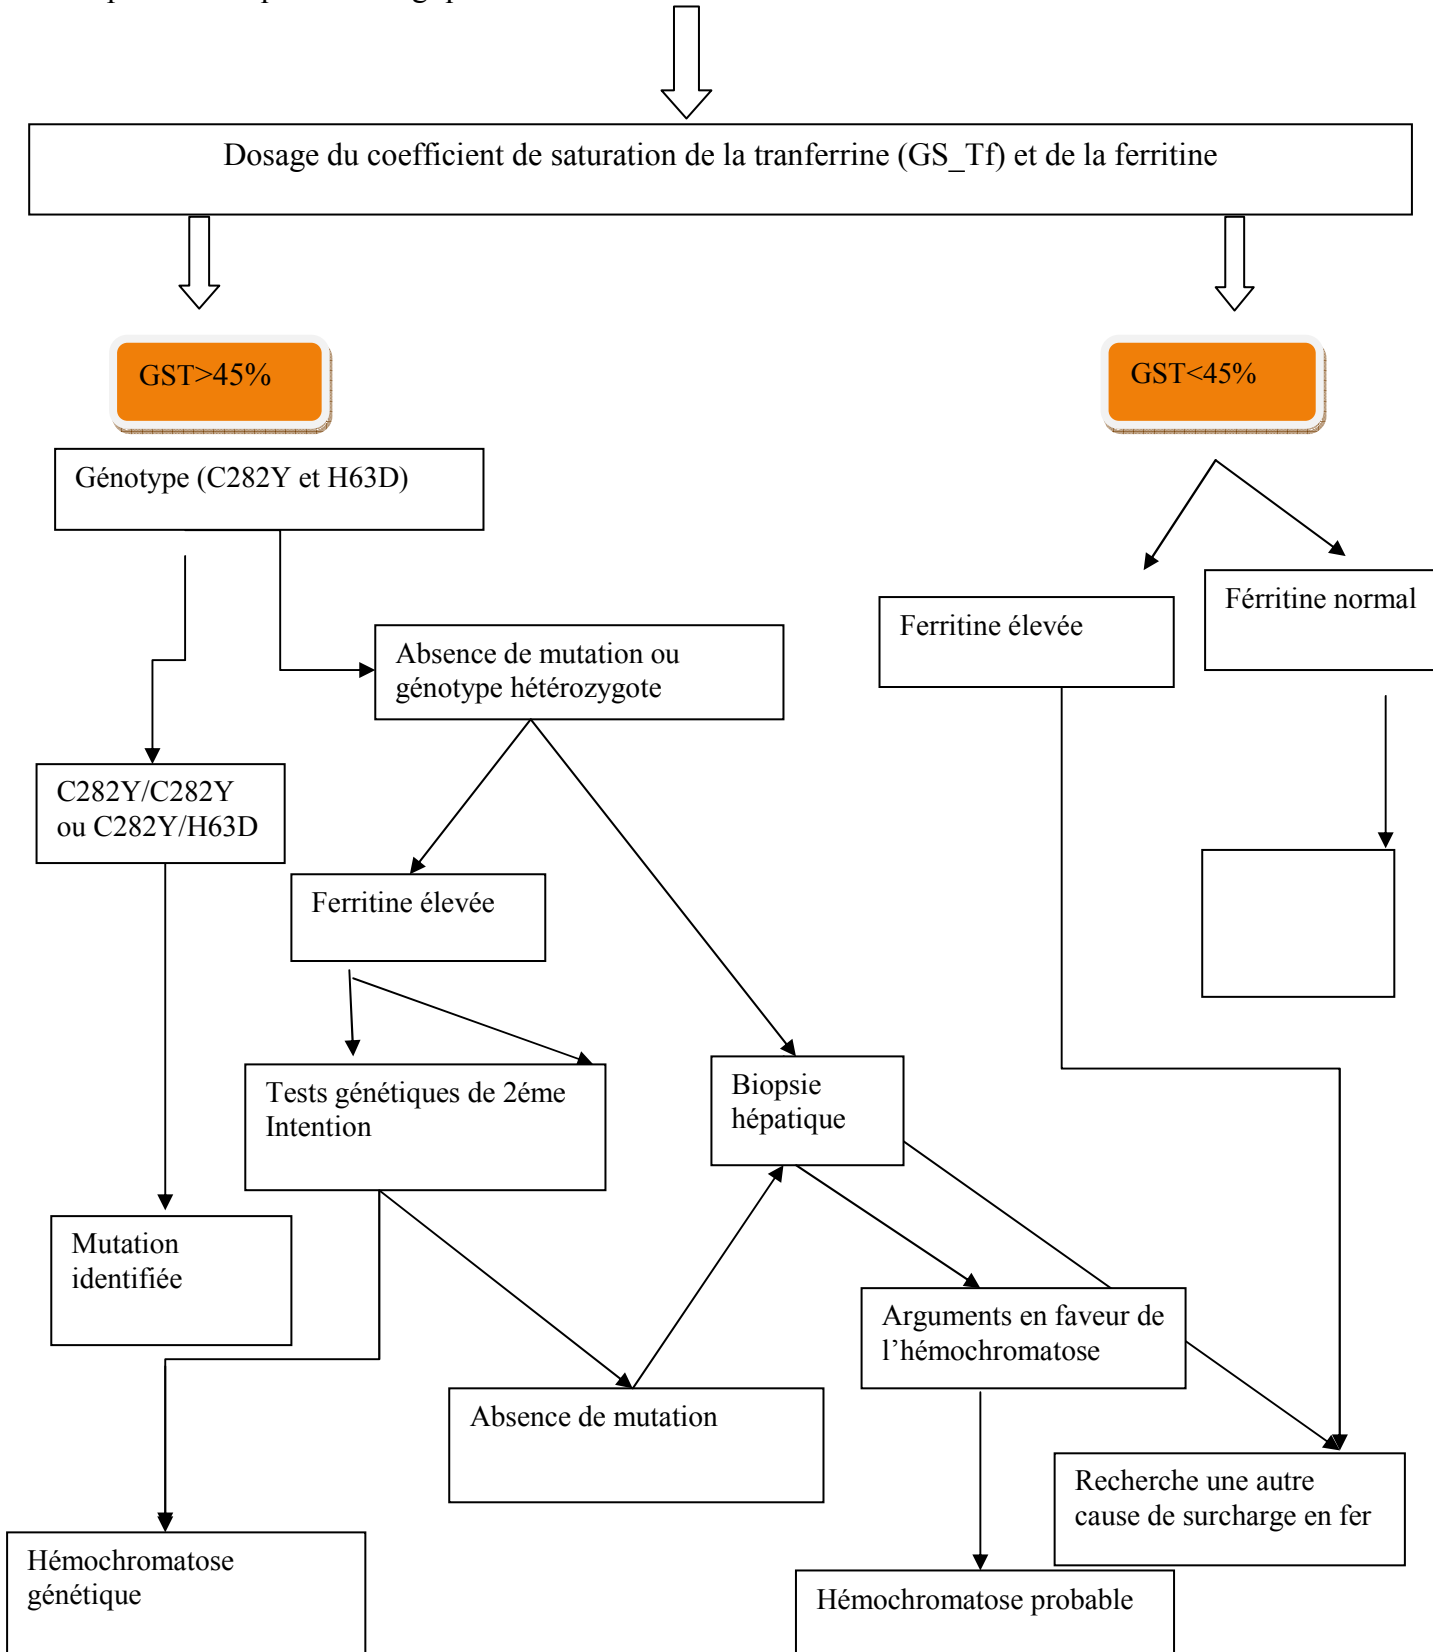 Dosage du coefficient de saturation de la tranferrine (GS_Tf) et de la ferritine
GST>45%
GST<45%
Génotype (C282Y et H63D)
Férritine normal
Ferritine élevée
Absence de mutation ou
génotype hétérozygote
C282Y/C282Y
ou C282Y/H63D
Ferritine élevée
Tests génétiques de 2éme
Intention
Biopsie
hépatique
Mutation
identifiée
Arguments en faveur de
l’hémochromatose
Absence de mutation
Recherche une autre
cause de surcharge en fer
Hémochromatose
génétique
Hémochromatose probable